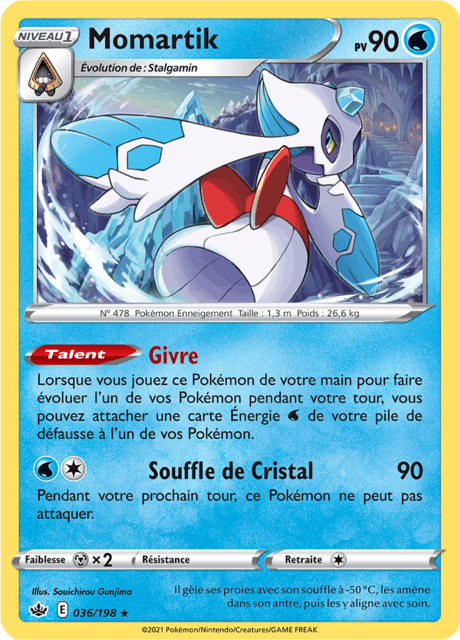 NIVEAU 1
Momartik
PV 90
Évolution de : Stalgamin
N° 478 Pokémon Enneigement Taille : 1,3 m Poids : 26,6 kg
Talent Givre
Lorsque vous jouez ce Pokémon de votre main pour faire
évoluer l'un de vos Pokémon pendant votre tour, vous
pouvez attacher une carte Énergie de votre pile de
défausse à l'un de vos Pokémon.
Souffle de Cristal 90
Pendant votre prochain tour, ce Pokémon ne peut pas
attaquer.
Faiblesse ×2 Résistance Retraite
Illus. Souichirou Gunjima
Il gèle ses proies avec son souffle à -50 °C, les amène
dans son antre, puis les y aligne avec soin.
E 036/198 ★
©2021 Pokémon/Nintendo/Creatures/GAME FREAK